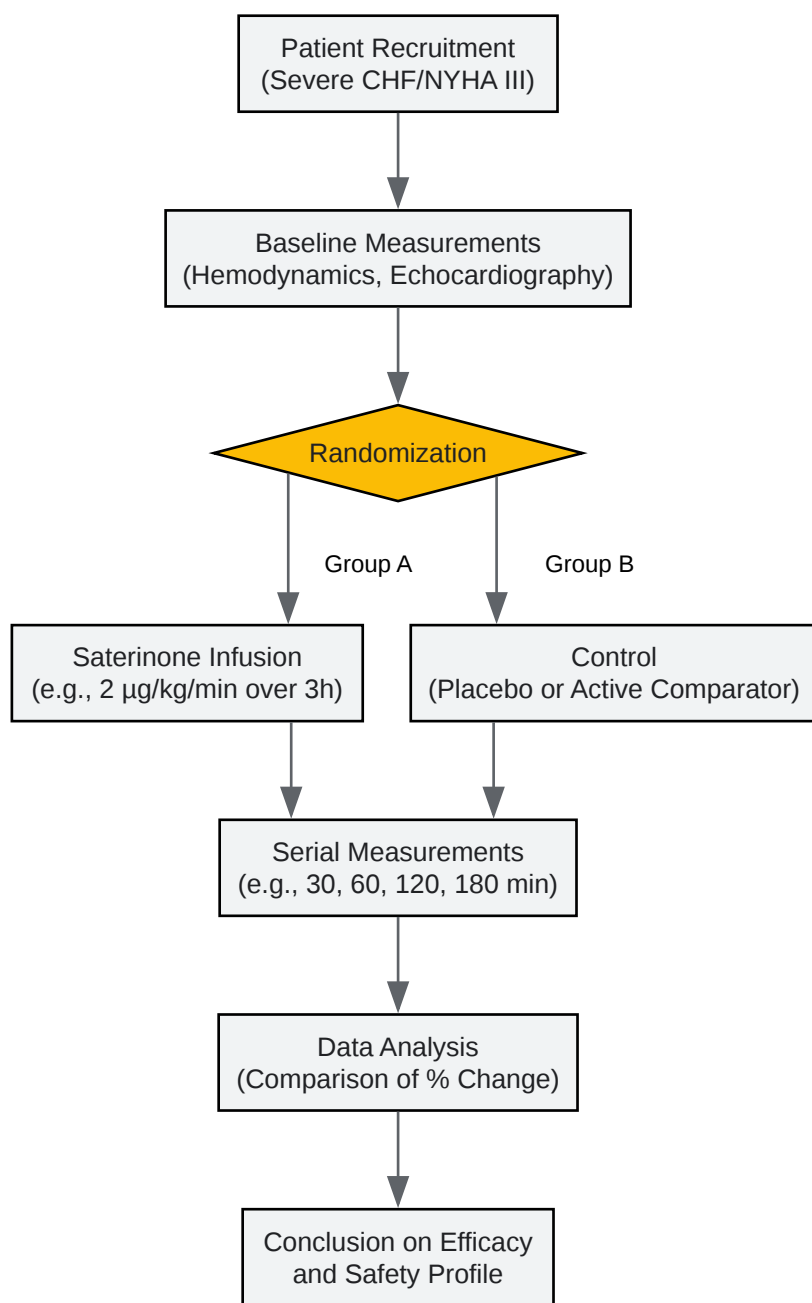 Patient Recruitment
(Severe CHF/NYHA III)
Baseline Measurements
(Hemodynamics, Echocardiography)
Randomization
Group A
Group B
Saterinone Infusion
(e.g., 2 µg/kg/min over 3h)
Control
(Placebo or Active Comparator)
Serial Measurements
(e.g., 30, 60, 120, 180 min)
Data Analysis
(Comparison of % Change)
Conclusion on Efficacy
and Safety Profile